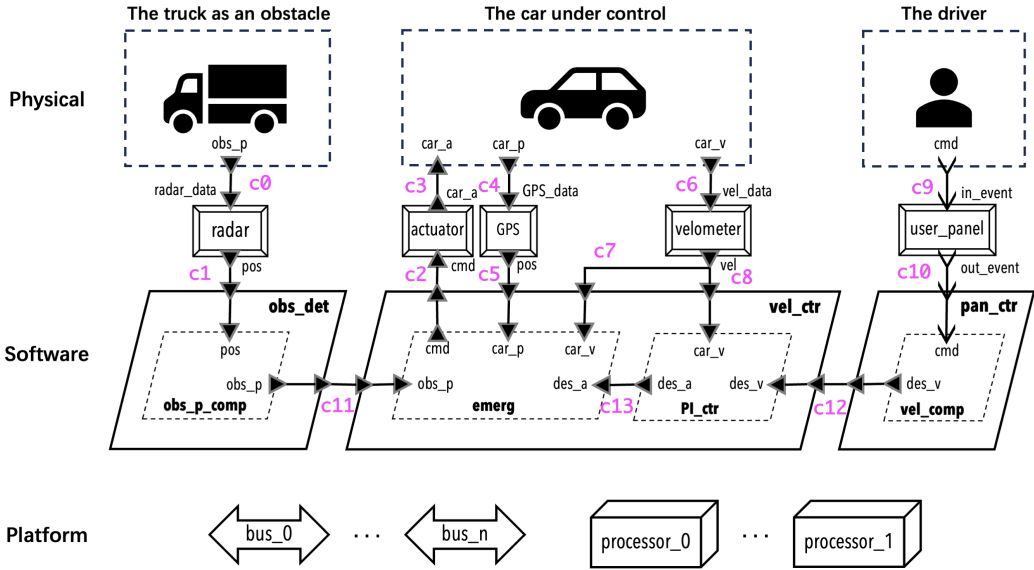 The truck as an obstacle
The car under control
The driver
Physical
obs_p
car_a
car_p
car_v
cmd
radar_data
c0
c3
car_a
c4
GPS_data
c6
vel_data
c9
in_event
radar
actuator
GPS
velometer
user_panel
c1
pos
c2
cmd
c5
pos
c7
vel
c8
c10
out_event
obs_det
vel_ctr
pan_ctr
Software
pos
cmd
car_p
car_v
car_v
cmd
obs_p
obs_p
des_a
des_a
des_v
des_v
obs_p_comp
c11
emerg
c13
PI_ctr
c12
vel_comp
Platform
bus_0
...
bus_n
processor_0
...
processor_1